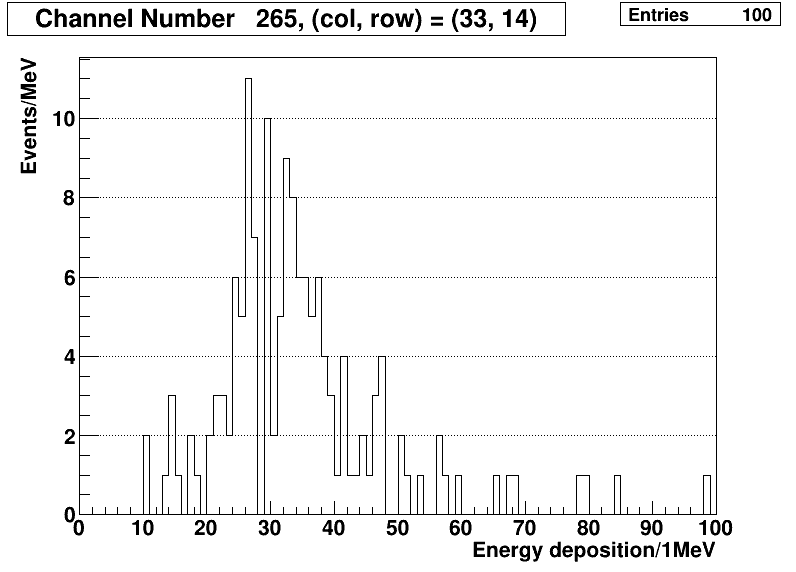 Channel Number 265, (col, row) = (33, 14)
Entries 100
Events/MeV
10
8
6
4
2
0
0 10 20 30 40 50 60 70 80 90 100
Energy deposition/1MeV